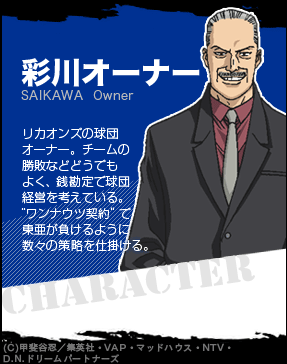 彩川オーナー
SAIKAWA Owner
リカオンズの球団
オーナー。チームの
勝敗などどうでも
よく、銭勘定で球団
経営を考えている。
"ワンナウツ契約"で
東亜が負けるように
数々の策略を仕掛ける。
CHARACTER
(C)甲斐谷忍／集英社・VAP・マッドハウス・NTV・
D.N.ドリームパートナーズ